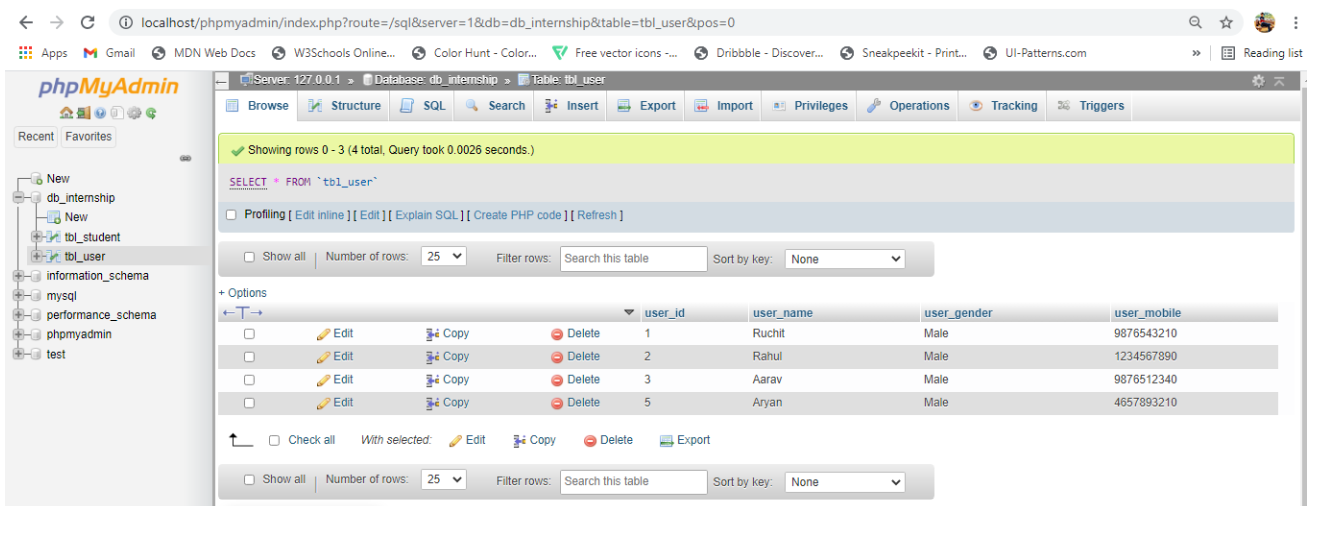 localhost/phpmyadmin/index.php?route=/sql&server=1&db=db_internship&table=tbl_user&pos=0
Apps Gmail MDN Web Docs W3Schools Online... Color Hunt - Color... Free vector icons -... Dribbble - Discover... Sneakpeekit - Print... UI-Patterns.com » Reading list
phpMyAdmin
Recent Favorites
New
db_internship
New
tbl_student
tbl_user
information_schema
mysql
performance_schema
phpmyadmin
test
Server: 127.0.0.1 » Database: db_internship » Table: tbl_user
Browse Structure SQL Search Insert Export Import Privileges Operations Tracking Triggers
Showing rows 0 - 3 (4 total, Query took 0.0026 seconds.)
SELECT * FROM `tbl_user`
Profiling [ Edit inline ] [ Edit ] [ Explain SQL ] [ Create PHP code ] [ Refresh ]
Show all | Number of rows: 25 Filter rows: Search this table Sort by key: None
+ Options
←T→ user_id user_name user_gender user_mobile
Edit Copy Delete 1 Ruchit Male 9876543210
Edit Copy Delete 2 Rahul Male 1234567890
Edit Copy Delete 3 Aarav Male 9876512340
Edit Copy Delete 5 Aryan Male 4657893210
Check all With selected: Edit Copy Delete Export
Show all | Number of rows: 25 Filter rows: Search this table Sort by key: None